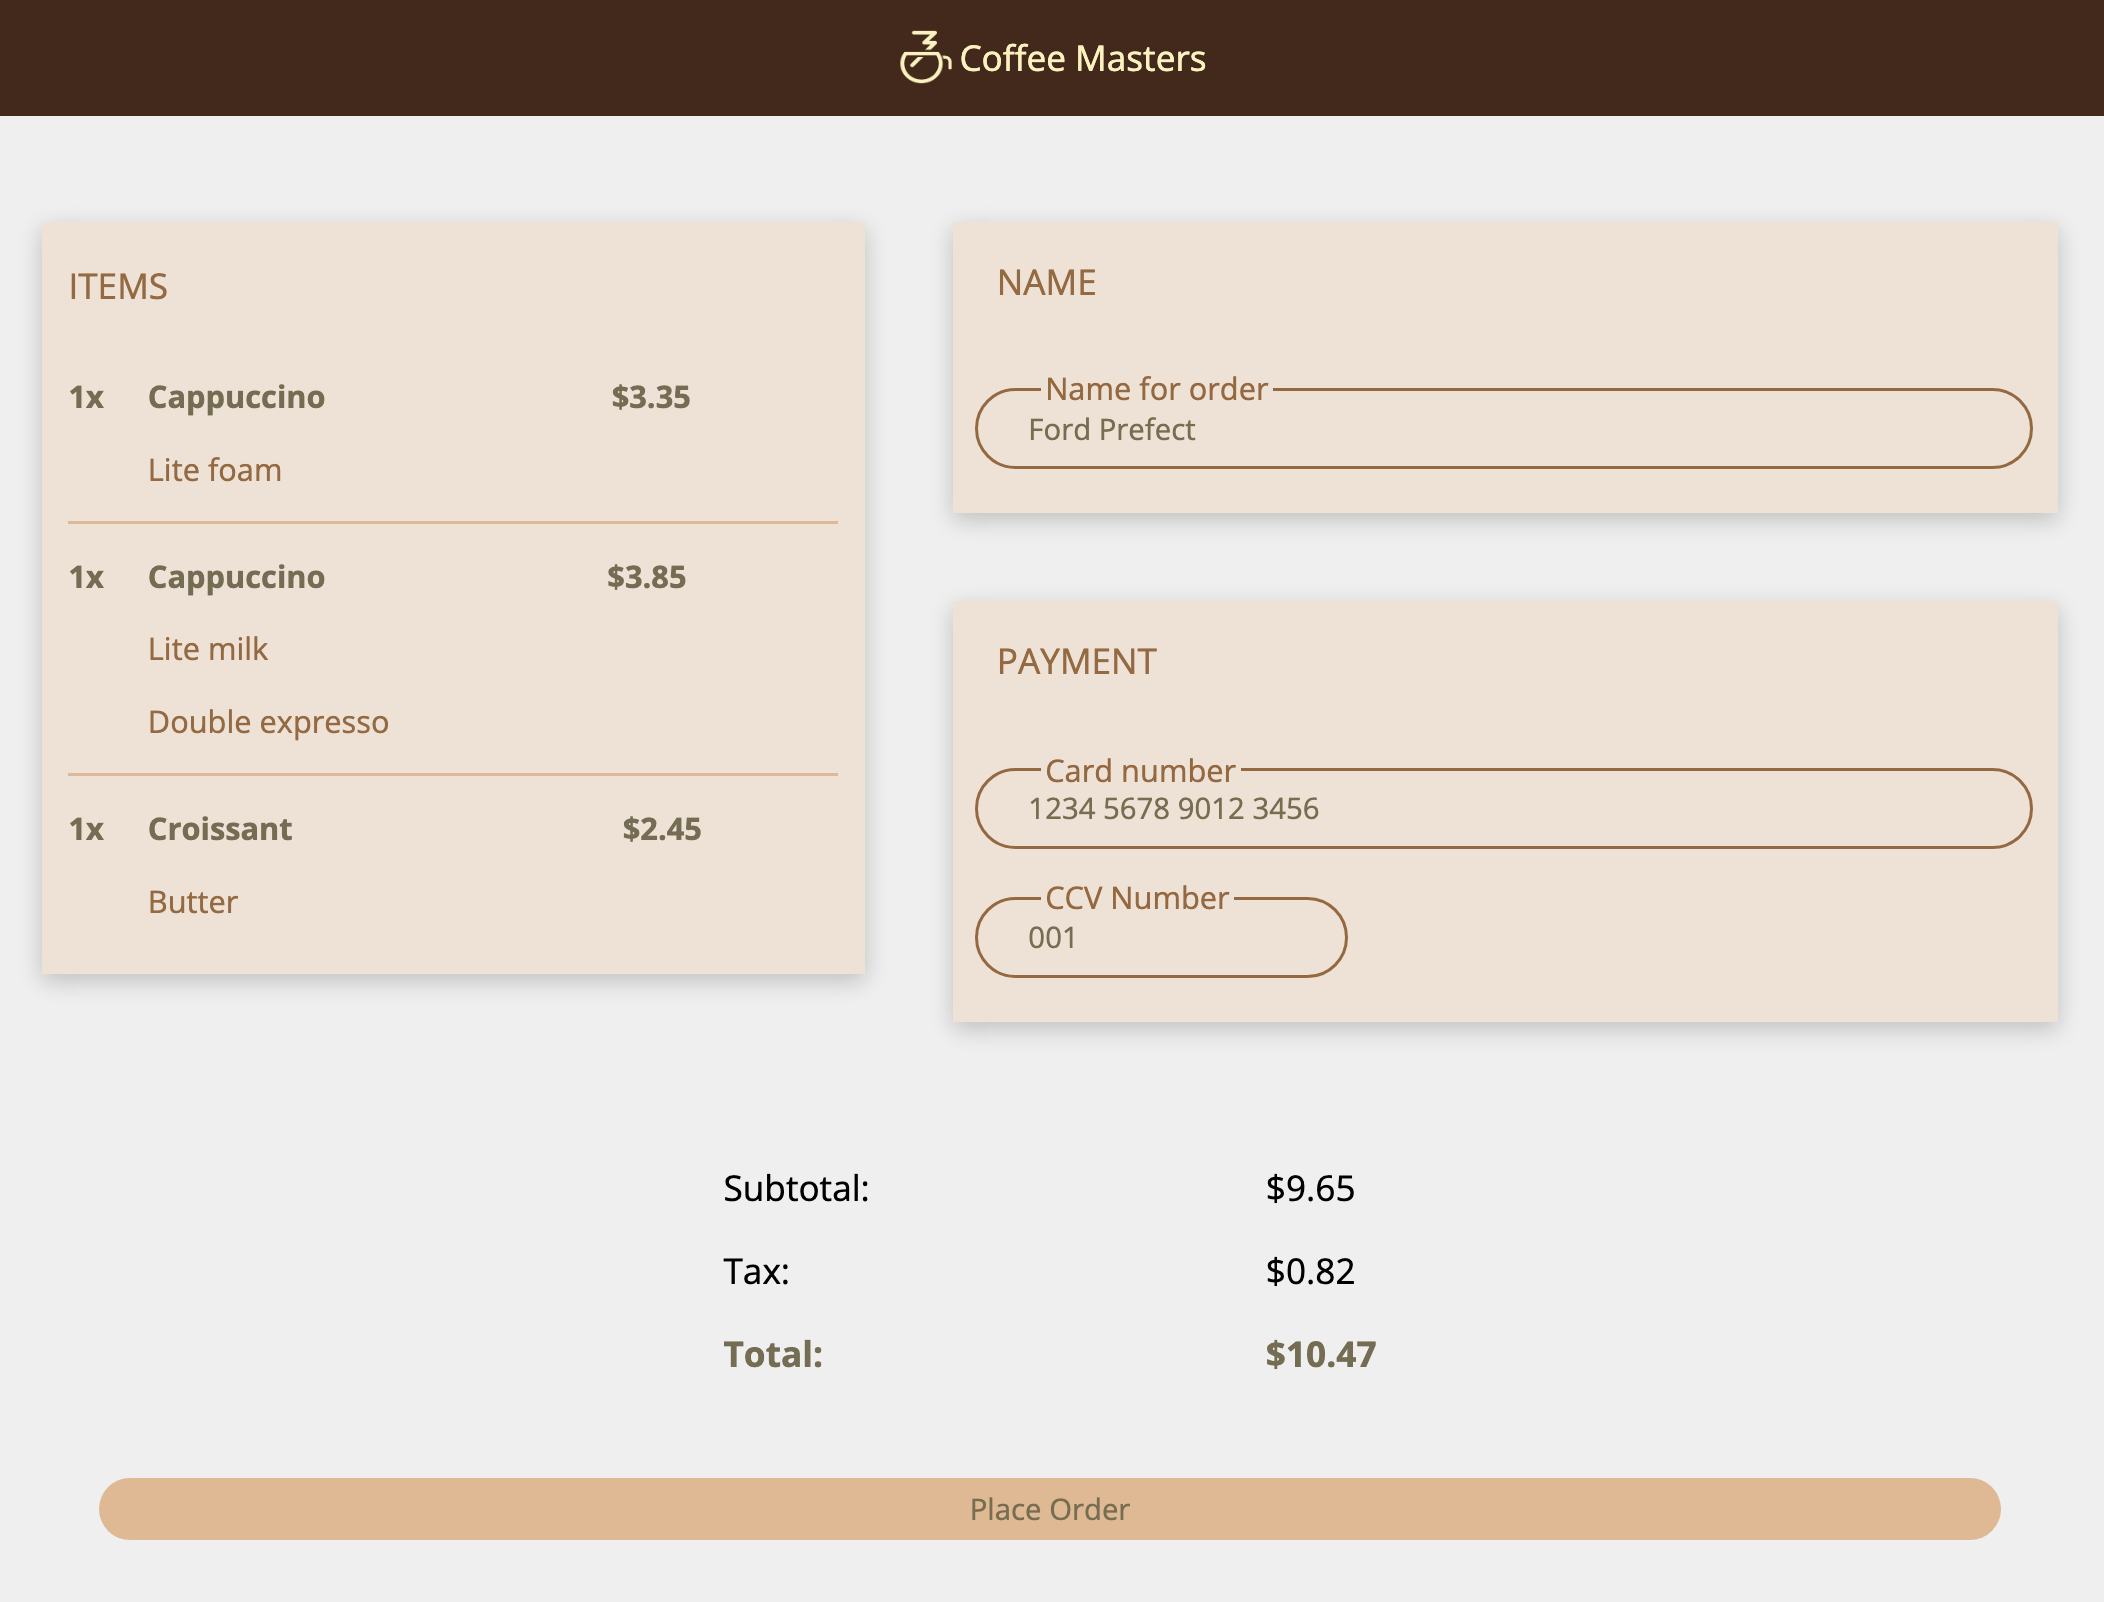 Coffee Masters
ITEMS
1x Cappuccino $3.35
Lite foam
1x Cappuccino $3.85
Lite milk
Double expresso
1x Croissant $2.45
Butter
NAME
Name for order
Ford Prefect
PAYMENT
Card number
1234 5678 9012 3456
CCV Number
001
Subtotal: $9.65
Tax: $0.82
Total: $10.47
Place Order